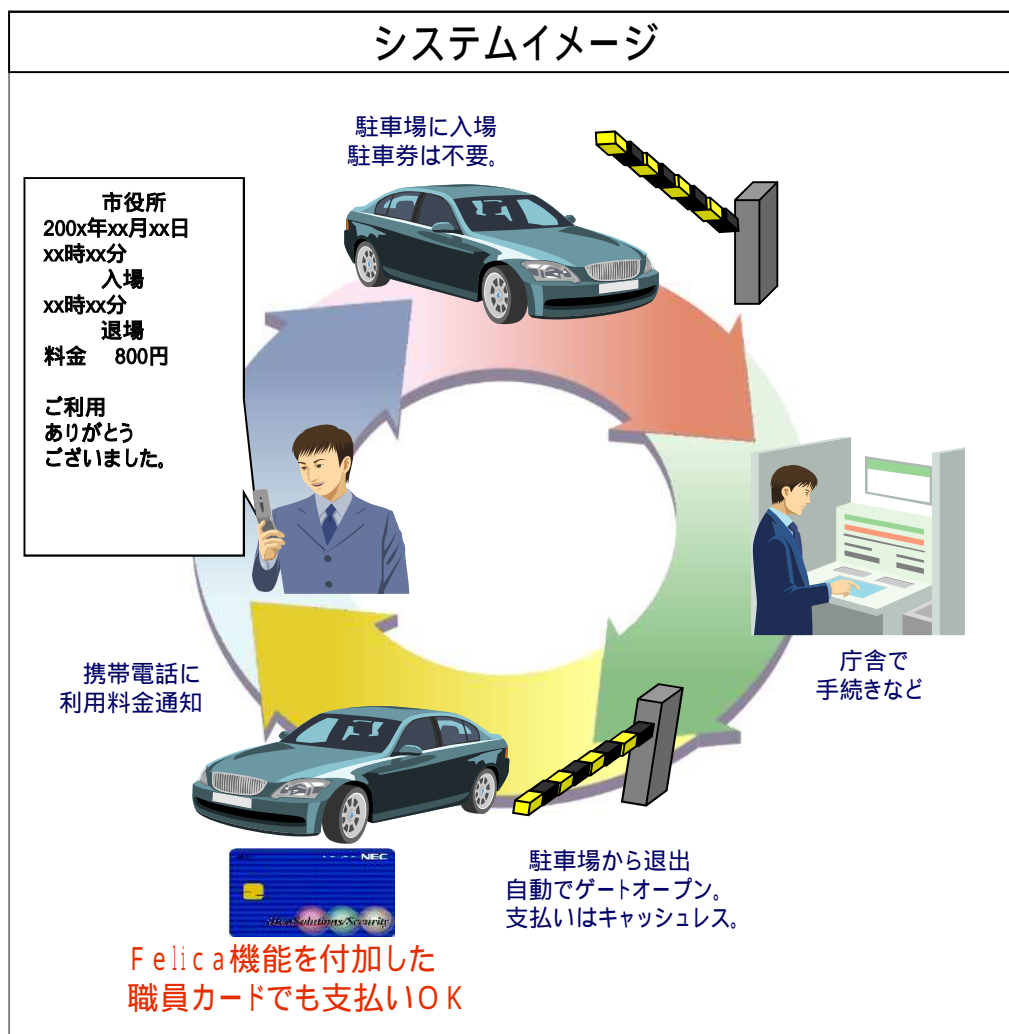 システムイメージ
駐車場に入場
駐車券は不要。
市役所
200x年xx月xx日
xx時xx分
入場
xx時xx分
退場
料金 800円
ご利用
ありがとう
ございました。
庁舎で
手続きなど
携帯電話に
利用料金通知
駐車場から退出
自動でゲートオープン。
支払いはキャッシュレス。
NEC
Solutions/Security
Felica機能を付加した
職員カードでも支払いOK